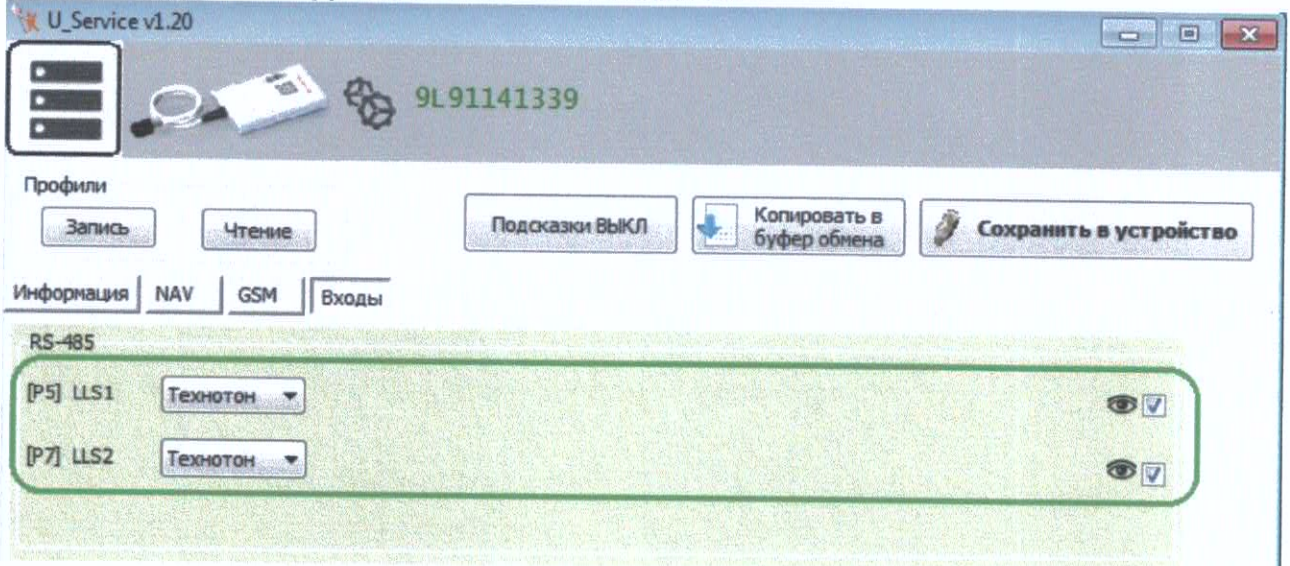 U_Service v1.20
9L91141339
Профили
Запись
Чтение
Подсказки ВЫКЛ
Копировать в
буфер обмена
Сохранить в устройство
Информация NAV GSM Входы
RS-485
[P5] LLS1 Технотон
[P7] LLS2 Технотон